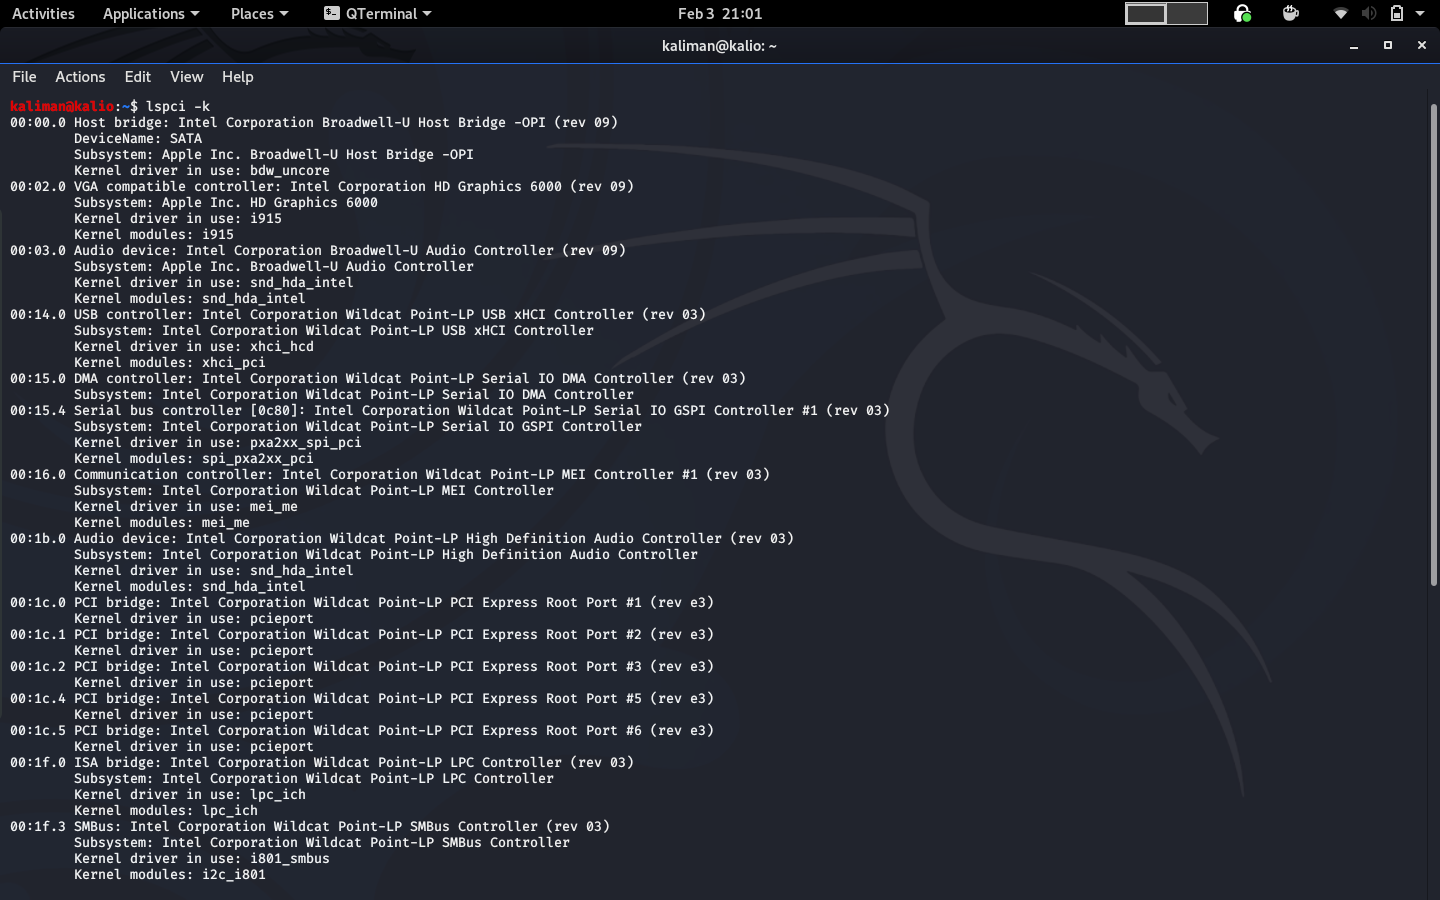 Activities Applications Places QTerminal Feb 3 21:01
kaliman@kalio: ~
File Actions Edit View Help
kaliman@kalio:~$ lspci -k
00:00.0 Host bridge: Intel Corporation Broadwell-U Host Bridge -OPI (rev 09)
DeviceName: SATA
Subsystem: Apple Inc. Broadwell-U Host Bridge -OPI
Kernel driver in use: bdw_uncore
00:02.0 VGA compatible controller: Intel Corporation HD Graphics 6000 (rev 09)
Subsystem: Apple Inc. HD Graphics 6000
Kernel driver in use: i915
Kernel modules: i915
00:03.0 Audio device: Intel Corporation Broadwell-U Audio Controller (rev 09)
Subsystem: Apple Inc. Broadwell-U Audio Controller
Kernel driver in use: snd_hda_intel
Kernel modules: snd_hda_intel
00:14.0 USB controller: Intel Corporation Wildcat Point-LP USB xHCI Controller (rev 03)
Subsystem: Intel Corporation Wildcat Point-LP USB xHCI Controller
Kernel driver in use: xhci_hcd
Kernel modules: xhci_pci
00:15.0 DMA controller: Intel Corporation Wildcat Point-LP Serial IO DMA Controller (rev 03)
Subsystem: Intel Corporation Wildcat Point-LP Serial IO DMA Controller
00:15.4 Serial bus controller [0c80]: Intel Corporation Wildcat Point-LP Serial IO GSPI Controller #1 (rev 03)
Subsystem: Intel Corporation Wildcat Point-LP Serial IO GSPI Controller
Kernel driver in use: pxa2xx_spi_pci
Kernel modules: spi_pxa2xx_pci
00:16.0 Communication controller: Intel Corporation Wildcat Point-LP MEI Controller #1 (rev 03)
Subsystem: Intel Corporation Wildcat Point-LP MEI Controller
Kernel driver in use: mei_me
Kernel modules: mei_me
00:1b.0 Audio device: Intel Corporation Wildcat Point-LP High Definition Audio Controller (rev 03)
Subsystem: Intel Corporation Wildcat Point-LP High Definition Audio Controller
Kernel driver in use: snd_hda_intel
Kernel modules: snd_hda_intel
00:1c.0 PCI bridge: Intel Corporation Wildcat Point-LP PCI Express Root Port #1 (rev e3)
Kernel driver in use: pcieport
00:1c.1 PCI bridge: Intel Corporation Wildcat Point-LP PCI Express Root Port #2 (rev e3)
Kernel driver in use: pcieport
00:1c.2 PCI bridge: Intel Corporation Wildcat Point-LP PCI Express Root Port #3 (rev e3)
Kernel driver in use: pcieport
00:1c.4 PCI bridge: Intel Corporation Wildcat Point-LP PCI Express Root Port #5 (rev e3)
Kernel driver in use: pcieport
00:1c.5 PCI bridge: Intel Corporation Wildcat Point-LP PCI Express Root Port #6 (rev e3)
Kernel driver in use: pcieport
00:1f.0 ISA bridge: Intel Corporation Wildcat Point-LP LPC Controller (rev 03)
Subsystem: Intel Corporation Wildcat Point-LP LPC Controller
Kernel driver in use: lpc_ich
Kernel modules: lpc_ich
00:1f.3 SMBus: Intel Corporation Wildcat Point-LP SMBus Controller (rev 03)
Subsystem: Intel Corporation Wildcat Point-LP SMBus Controller
Kernel driver in use: i801_smbus
Kernel modules: i2c_i801